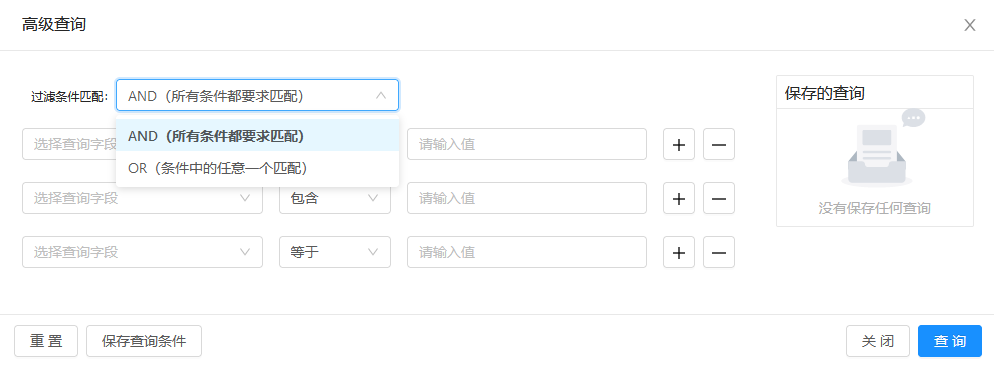 高级查询
过滤条件匹配：
AND（所有条件都要求匹配）
保存的查询
AND（所有条件都要求匹配）
OR（条件中的任意一个匹配）
选择查询字段
请输入值
选择查询字段
包含
请输入值
没有保存任何查询
选择查询字段
等于
请输入值
重 置
保存查询条件
关 闭
查 询